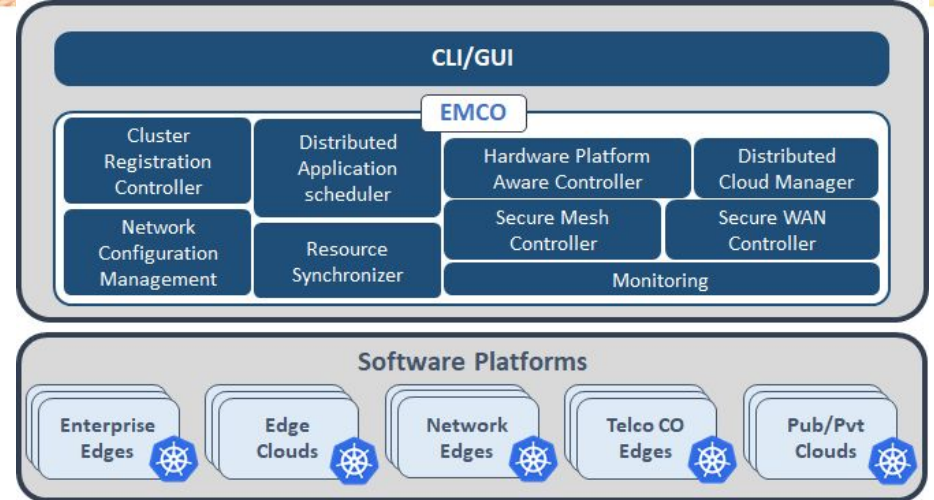 CLI/GUI
EMCO
Cluster
Registration
Controller
Distributed
Application
scheduler
Hardware Platform
Aware Controller
Distributed
Cloud Manager
Network
Configuration
Management
Resource
Synchronizer
Secure Mesh
Controller
Secure WAN
Controller
Monitoring
Software Platforms
Enterprise
Edges
Edge
Clouds
Network
Edges
Telco CO
Edges
Pub/Pvt
Clouds